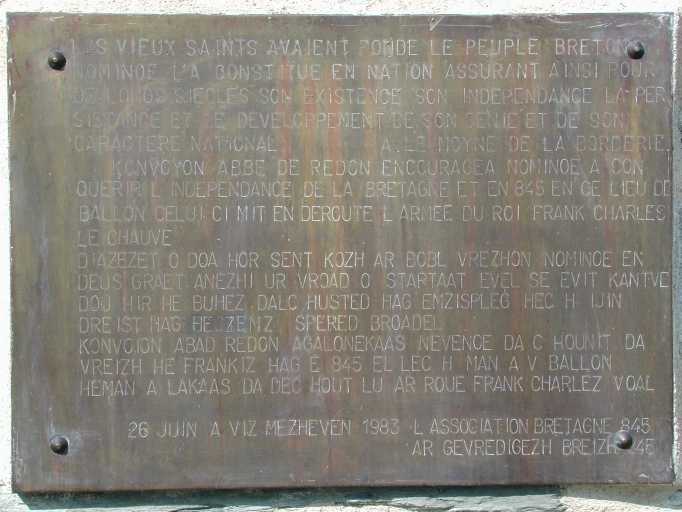 LES VIEUX SAINTS AVAIENT FONDE LE PEUPLE BRETON
NOMINOE L'A CONSTITUE EN NATION ASSURANT AINSI POUR
DE LONGS SIECLES SON EXISTENCE SON INDEPENDANCE LA PER
SISTANCE ET LE DEVELOPPEMENT DE SON GENIE ET DE SON
CARACTERE NATIONAL A. LE MOYNE DE LA BORDERIE.
KONVOYON ABBE DE REDON ENCOURAGEA NOMINOE A CON
QUERIR L'INDEPENDANCE DE LA BRETAGNE ET EN 845 EN CE LIEU DE
BALLON CELUI-CI MIT EN DEROUTE L'ARMEE DU ROI FRANK CHARLES
LE CHAUVE
DIAZEZET O DOA HOR SENT KOZH AR BOBL VREZHON NOMINOE EN
DEUS GRAET ANEZHI UR VROAD O STARTAAT EVEL SE EVIT KANTVE
DOU HIR HE BUHEZ DALC'HUSTED HAG EMZISPLEG HEC'H IJIN
DREIST HAG HEGZENZ SPERED BROADEL
KONVOION ABAD REDON AGALONEKAAS NEVENOE DA C'HOUNIT DA
VREIZH HE FRANKIZ HAG E 845 EL LEC'H MAN A V BALLON
HEMAN A LAKAAS DA DEC'HOUT LU AR ROUE FRANK CHARLEZ VOAL
26 JUIN A VIZ MEZHEVEN 1983 L'ASSOCIATION BRETAGNE 845
AR GEVREDIGEZH BREIZH 845